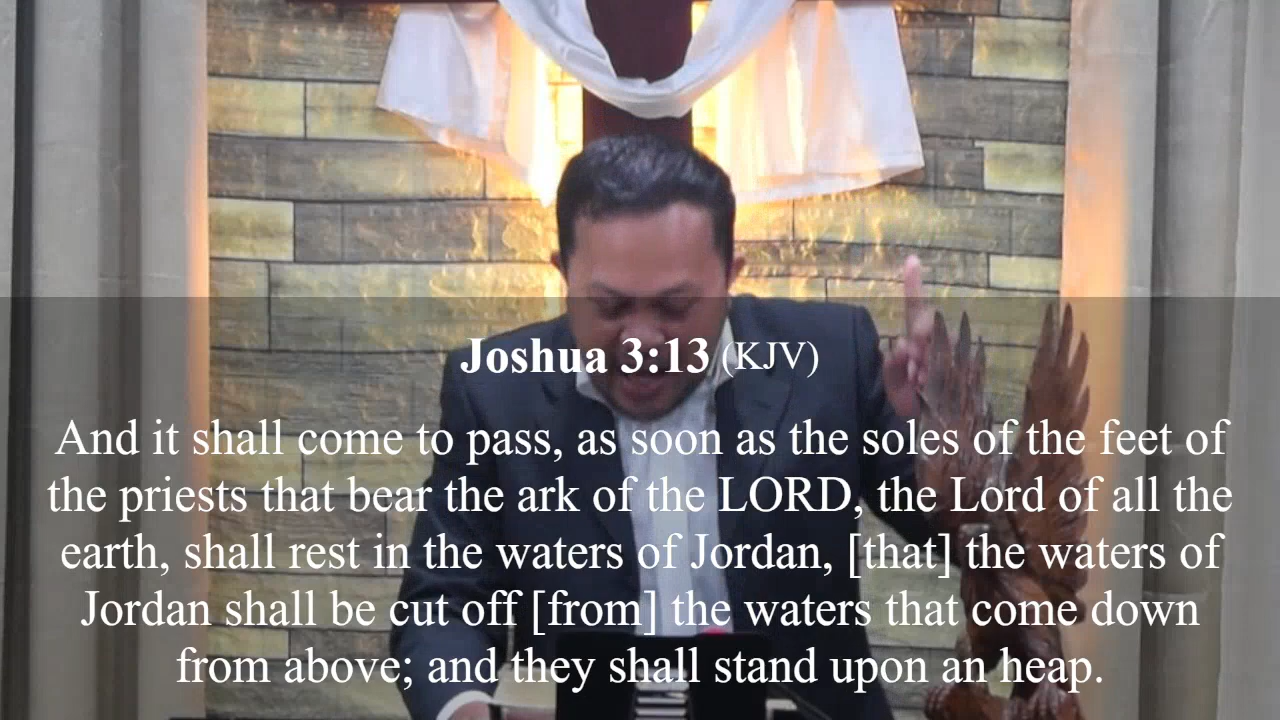 Joshua 3:13 (KJV)
And it shall come to pass, as soon as the soles of the feet of
the priests that bear the ark of the LORD, the Lord of all the
earth, shall rest in the waters of Jordan, [that] the waters of
Jordan shall be cut off [from] the waters that come down
from above; and they shall stand upon an heap.